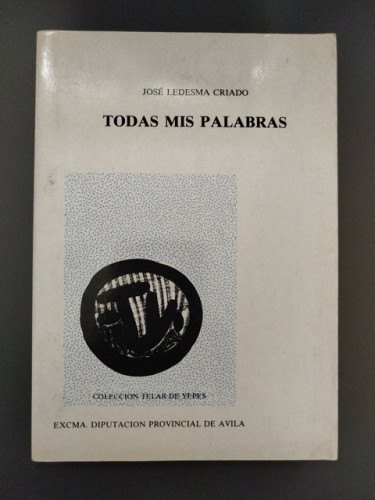 JOSÉ LEDESMA CRIADO
TODAS MIS PALABRAS
COLECCION TELAR DE YEPES
EXCMA. DIPUTACION PROVINCIAL DE AVILA